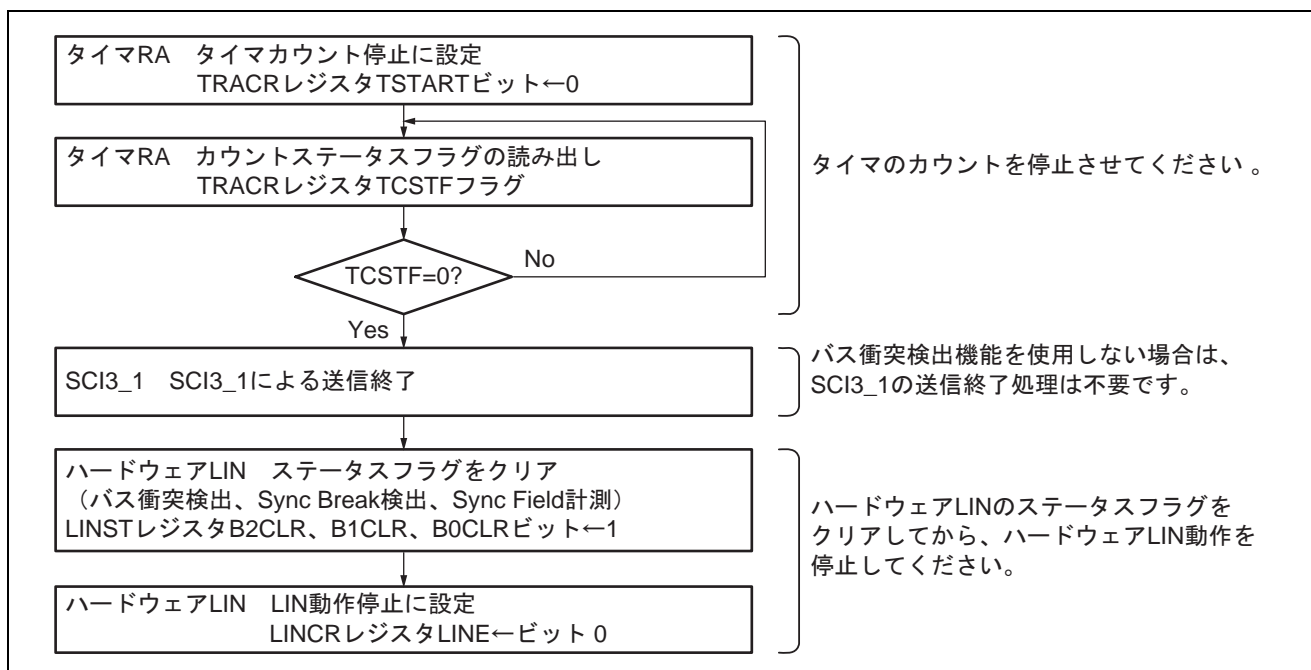 タイマRA　タイマカウント停止に設定
TRACRレジスタTSTARTビット←0
タイマRA　カウントステータスフラグの読み出し
TRACRレジスタTCSTFフラグ
タイマのカウントを停止させてください 。
TCSTF=0?
No
Yes
SCI3_1　SCI3_1による送信終了
バス衝突検出機能を使用しない場合は、
SCI3_1の送信終了処理は不要です。
ハードウェアLIN　ステータスフラグをクリア
（バス衝突検出、Sync Break検出、Sync Field計測）
LINSTレジスタB2CLR、B1CLR、B0CLRビット←1
ハードウェアLINのステータスフラグを
クリアしてから、ハードウェアLIN動作を
停止してください。
ハードウェアLIN　LIN動作停止に設定
LINCRレジスタLINE←ビット 0